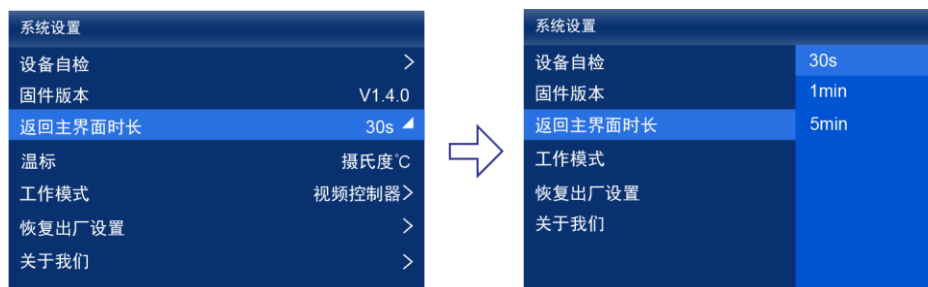 系统设置
设备自检 >
固件版本 V1.4.0
返回主界面时长 30s
温标 摄氏度℃
工作模式 视频控制器>
恢复出厂设置 >
关于我们 >
系统设置
设备自检 30s
固件版本 1min
返回主界面时长 5min
工作模式
恢复出厂设置
关于我们